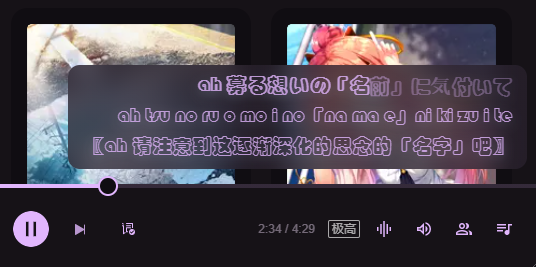 ah 募る想いの「名前」に気付いて
ah tsu no ru o mo i no「na ma e」ni ki zu i te
〖ah 请注意到这逐渐深化的思念的「名字」吧〗
词
2:34 / 4:29
极高